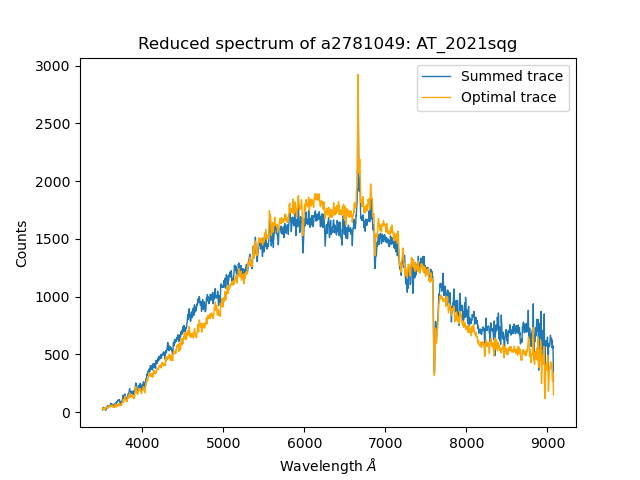 Reduced spectrum of a2781049: AT_2021sqg
Summed trace
Optimal trace
Counts
3000
2500
2000
1500
1000
500
0
4000 5000 6000 7000 8000 9000
Wavelength Å